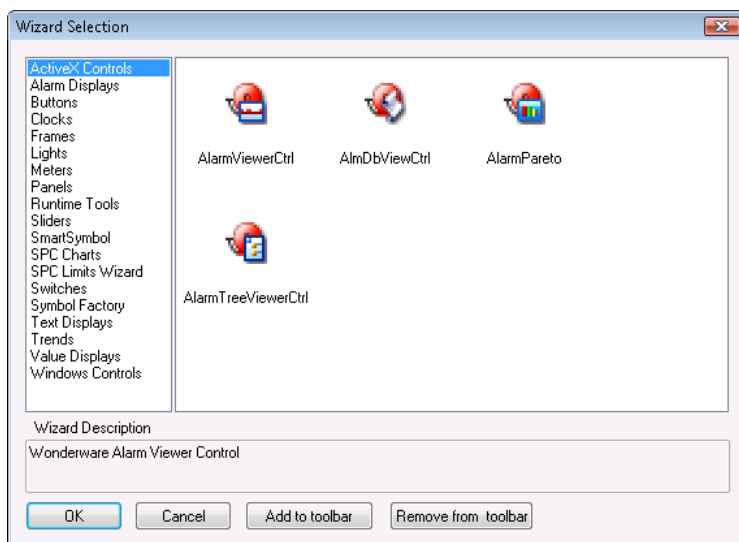 Wizard Selection
ActiveX Controls
Alarm Displays
Buttons
Clocks
Frames
Lights
Meters
Panels
Runtime Tools
Sliders
SmartSymbol
SPC Charts
SPC Limits Wizard
Switches
Symbol Factory
Text Displays
Trends
Value Displays
Windows Controls
AlarmViewerCtrl
AlmDbViewCtrl
AlarmPareto
AlarmTreeViewerCtrl
Wizard Description
Wonderware Alarm Viewer Control
OK
Cancel
Add to toolbar
Remove from toolbar